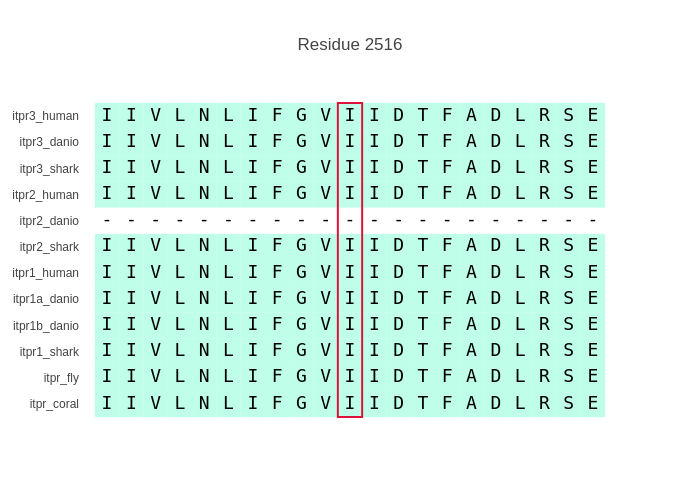 Residue 2516
itpr3_human I I V L N L I F G V I I D T F A D L R S E
itpr3_danio I I V L N L I F G V I I D T F A D L R S E
itpr3_shark I I V L N L I F G V I I D T F A D L R S E
itpr2_human I I V L N L I F G V I I D T F A D L R S E
itpr2_danio - - - - - - - - - - - - - - - - - - - - -
itpr2_shark I I V L N L I F G V I I D T F A D L R S E
itpr1_human I I V L N L I F G V I I D T F A D L R S E
itpr1a_danio I I V L N L I F G V I I D T F A D L R S E
itpr1b_danio I I V L N L I F G V I I D T F A D L R S E
itpr1_shark I I V L N L I F G V I I D T F A D L R S E
itpr_fly I I V L N L I F G V I I D T F A D L R S E
itpr_coral I I V L N L I F G V I I D T F A D L R S E